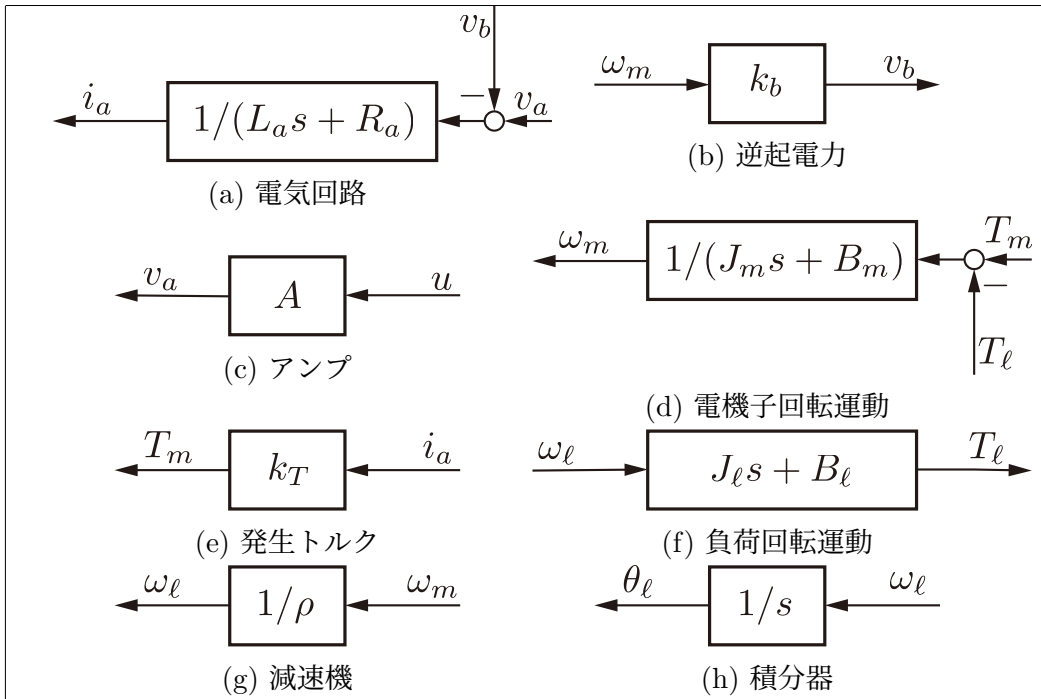 v_b
i_a 1/(L_a s + R_a) − v_a
(a) 電気回路
ω_m k_b v_b
(b) 逆起電力
v_a A u
(c) アンプ
ω_m 1/(J_m s + B_m) T_m
−
T_ℓ
(d) 電機子回転運動
T_m k_T i_a
(e) 発生トルク
ω_ℓ J_ℓ s + B_ℓ T_ℓ
(f) 負荷回転運動
ω_ℓ 1/ρ ω_m
(g) 減速機
θ_ℓ 1/s ω_ℓ
(h) 積分器